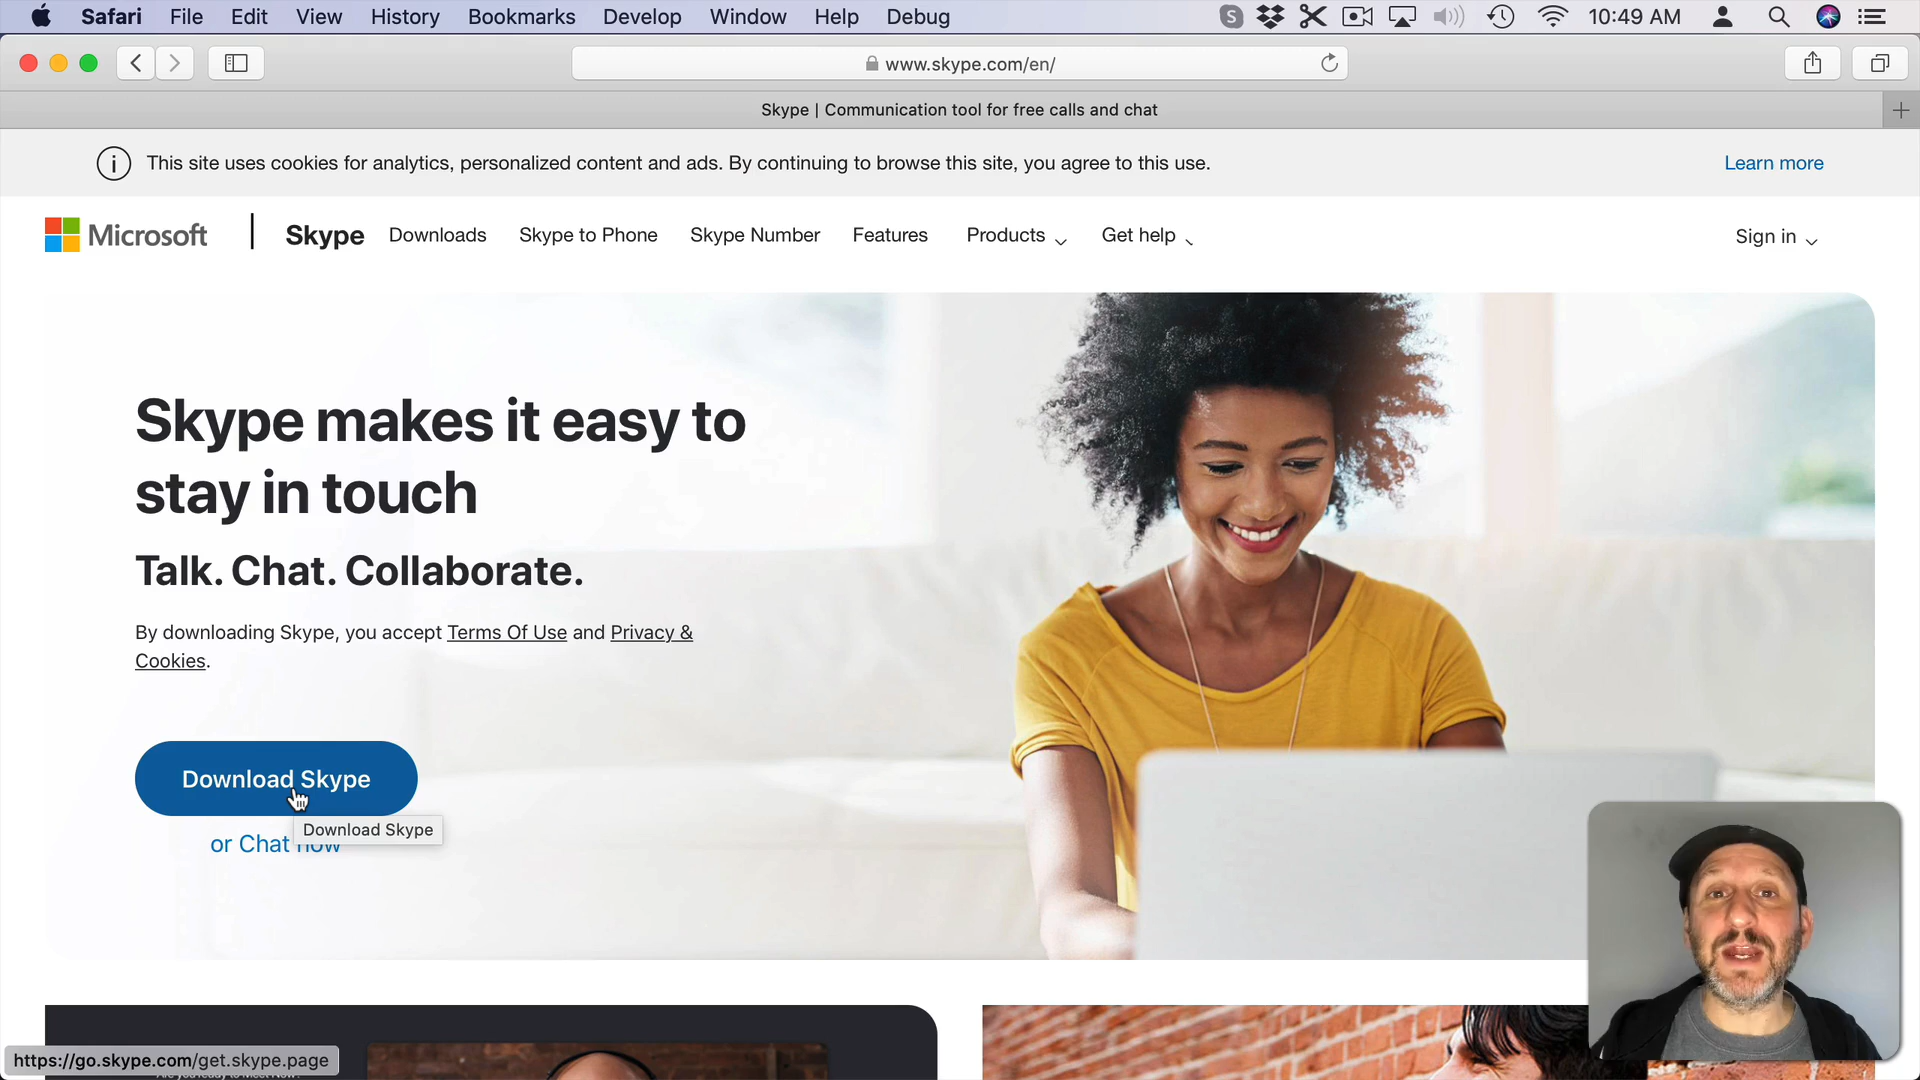 Safari File Edit View History Bookmarks Develop Window Help Debug 10:49 AM
www.skype.com/en/
Skype | Communication tool for free calls and chat
This site uses cookies for analytics, personalized content and ads. By continuing to browse this site, you agree to this use. Learn more
Microsoft Skype Downloads Skype to Phone Skype Number Features Products Get help Sign in
Skype makes it easy to
stay in touch
Talk. Chat. Collaborate.
By downloading Skype, you accept Terms Of Use and Privacy &
Cookies.
Download Skype
Download Skype
or Chat now
https://go.skype.com/get.skype.page